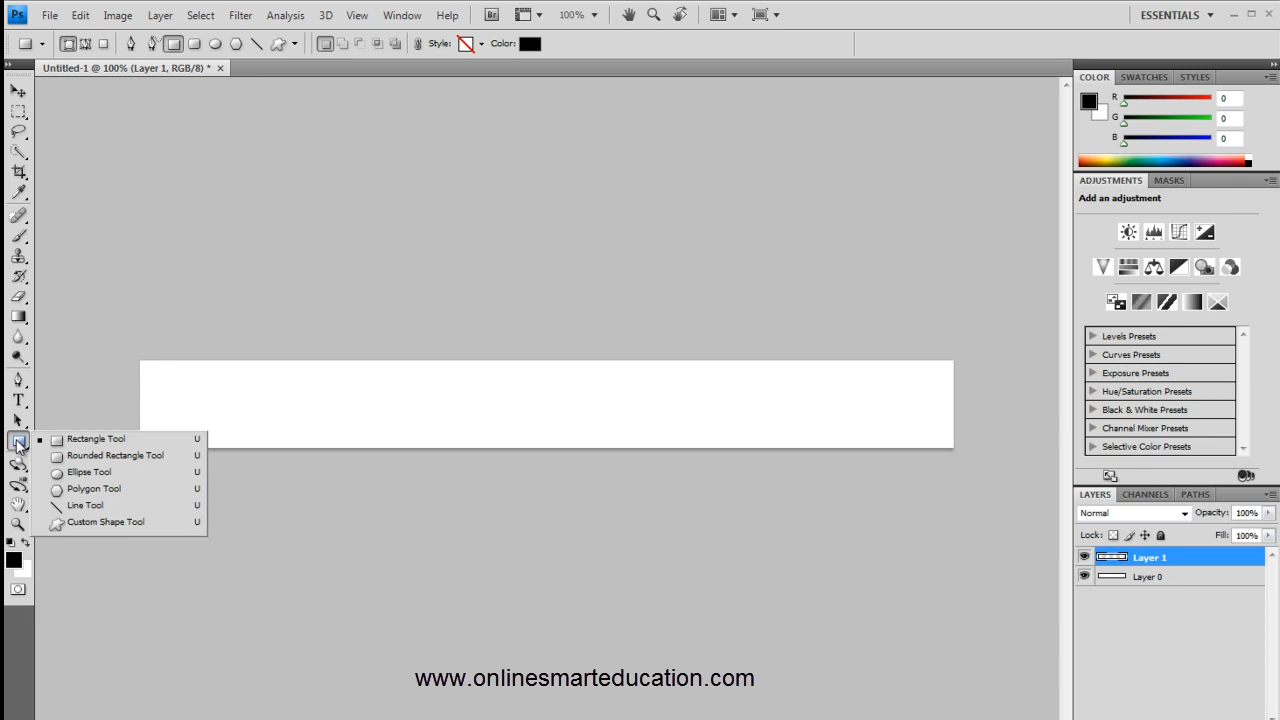 Ps File Edit Image Layer Select Filter Analysis 3D View Window Help Br 100% ESSENTIALS
Style: Color:
Untitled-1 @ 100% (Layer 1, RGB/8) *
COLOR SWATCHES STYLES
R 0
G 0
B 0
ADJUSTMENTS MASKS
Add an adjustment
Levels Presets
Curves Presets
Exposure Presets
Hue/Saturation Presets
Black & White Presets
Channel Mixer Presets
Selective Color Presets
T
Rectangle Tool U
Rounded Rectangle Tool U
Ellipse Tool U
Polygon Tool U
Line Tool U
Custom Shape Tool U
LAYERS CHANNELS PATHS
Normal Opacity: 100%
Lock: Fill: 100%
Layer 1
Layer 0
www.onlinesmarteducation.com